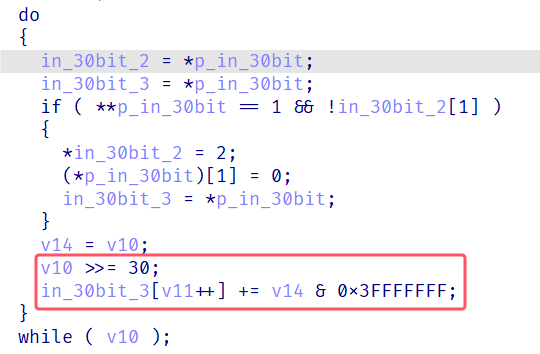 do
{
in_30bit_2 = *p_in_30bit;
in_30bit_3 = *p_in_30bit;
if ( **p_in_30bit == 1 && !in_30bit_2[1] )
{
*in_30bit_2 = 2;
(*p_in_30bit)[1] = 0;
in_30bit_3 = *p_in_30bit;
}
v14 = v10;
v10 >>= 30;
in_30bit_3[v11++] += v14 & 0x3FFFFFFF;
}
while ( v10 );